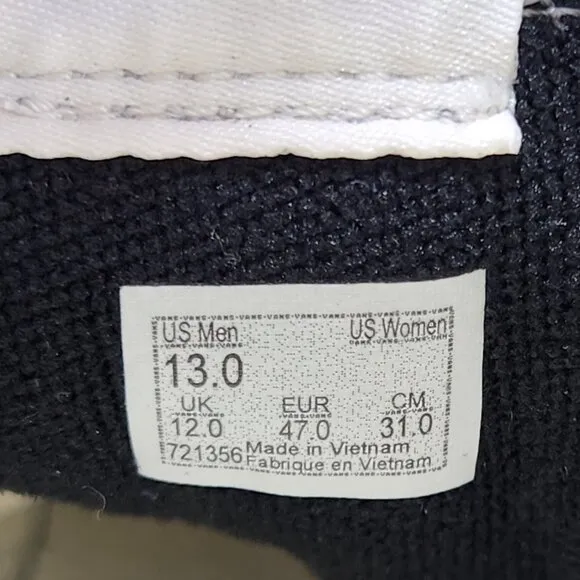 US Men US Women
13.0
UK EUR CM
12.0 47.0 31.0
721356 Made in Vietnam
Fabrique en Vietnam